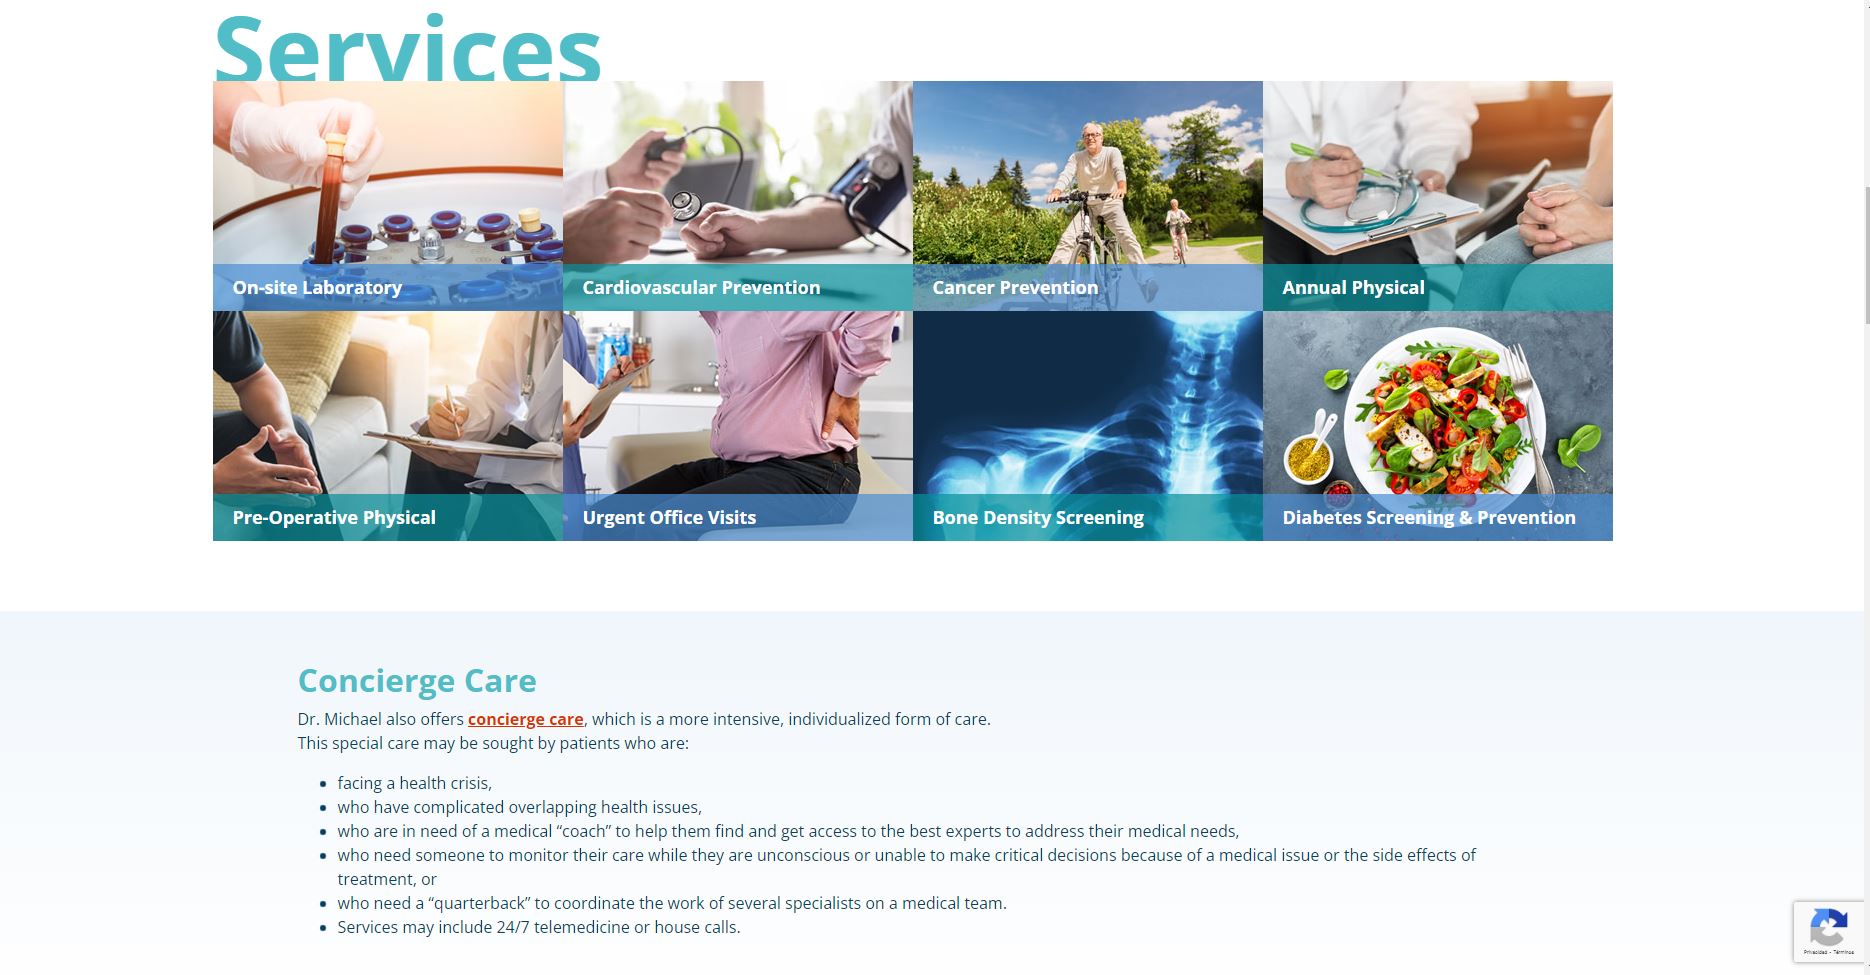 Services
On-site Laboratory
Cardiovascular Prevention
Cancer Prevention
Annual Physical
Pre-Operative Physical
Urgent Office Visits
Bone Density Screening
Diabetes Screening & Prevention
Concierge Care
Dr. Michael also offers concierge care, which is a more intensive, individualized form of care.
This special care may be sought by patients who are:
• facing a health crisis,
• who have complicated overlapping health issues,
• who are in need of a medical “coach” to help them find and get access to the best experts to address their medical needs,
• who need someone to monitor their care while they are unconscious or unable to make critical decisions because of a medical issue or the side effects of
treatment, or
• who need a “quarterback” to coordinate the work of several specialists on a medical team.
• Services may include 24/7 telemedicine or house calls.
Privacidad - Términos